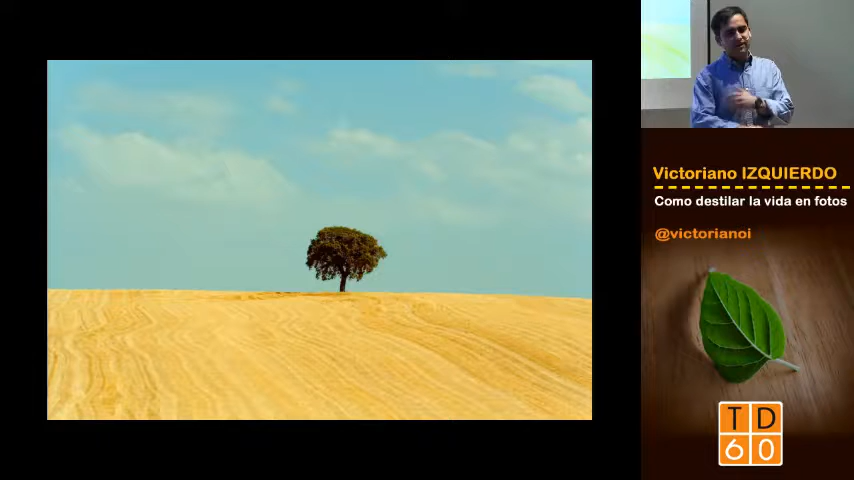 Victoriano IZQUIERDO
Como destilar la vida en fotos
@victorianoi
TD
60